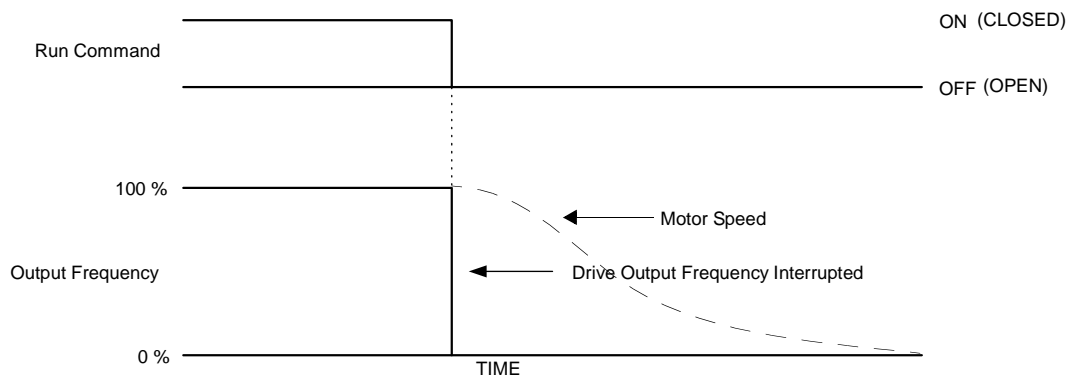 ON (CLOSED)
Run Command
OFF (OPEN)
100 %
Motor Speed
Output Frequency
Drive Output Frequency Interrupted
0 %
TIME